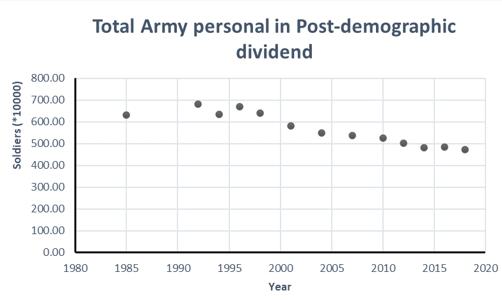 Total Army personal in Post-demographic
dividend
Soldiers (*10000)
800.00
700.00
600.00
500.00
400.00
300.00
200.00
100.00
0.00
1980 1985 1990 1995 2000 2005 2010 2015 2020
Year